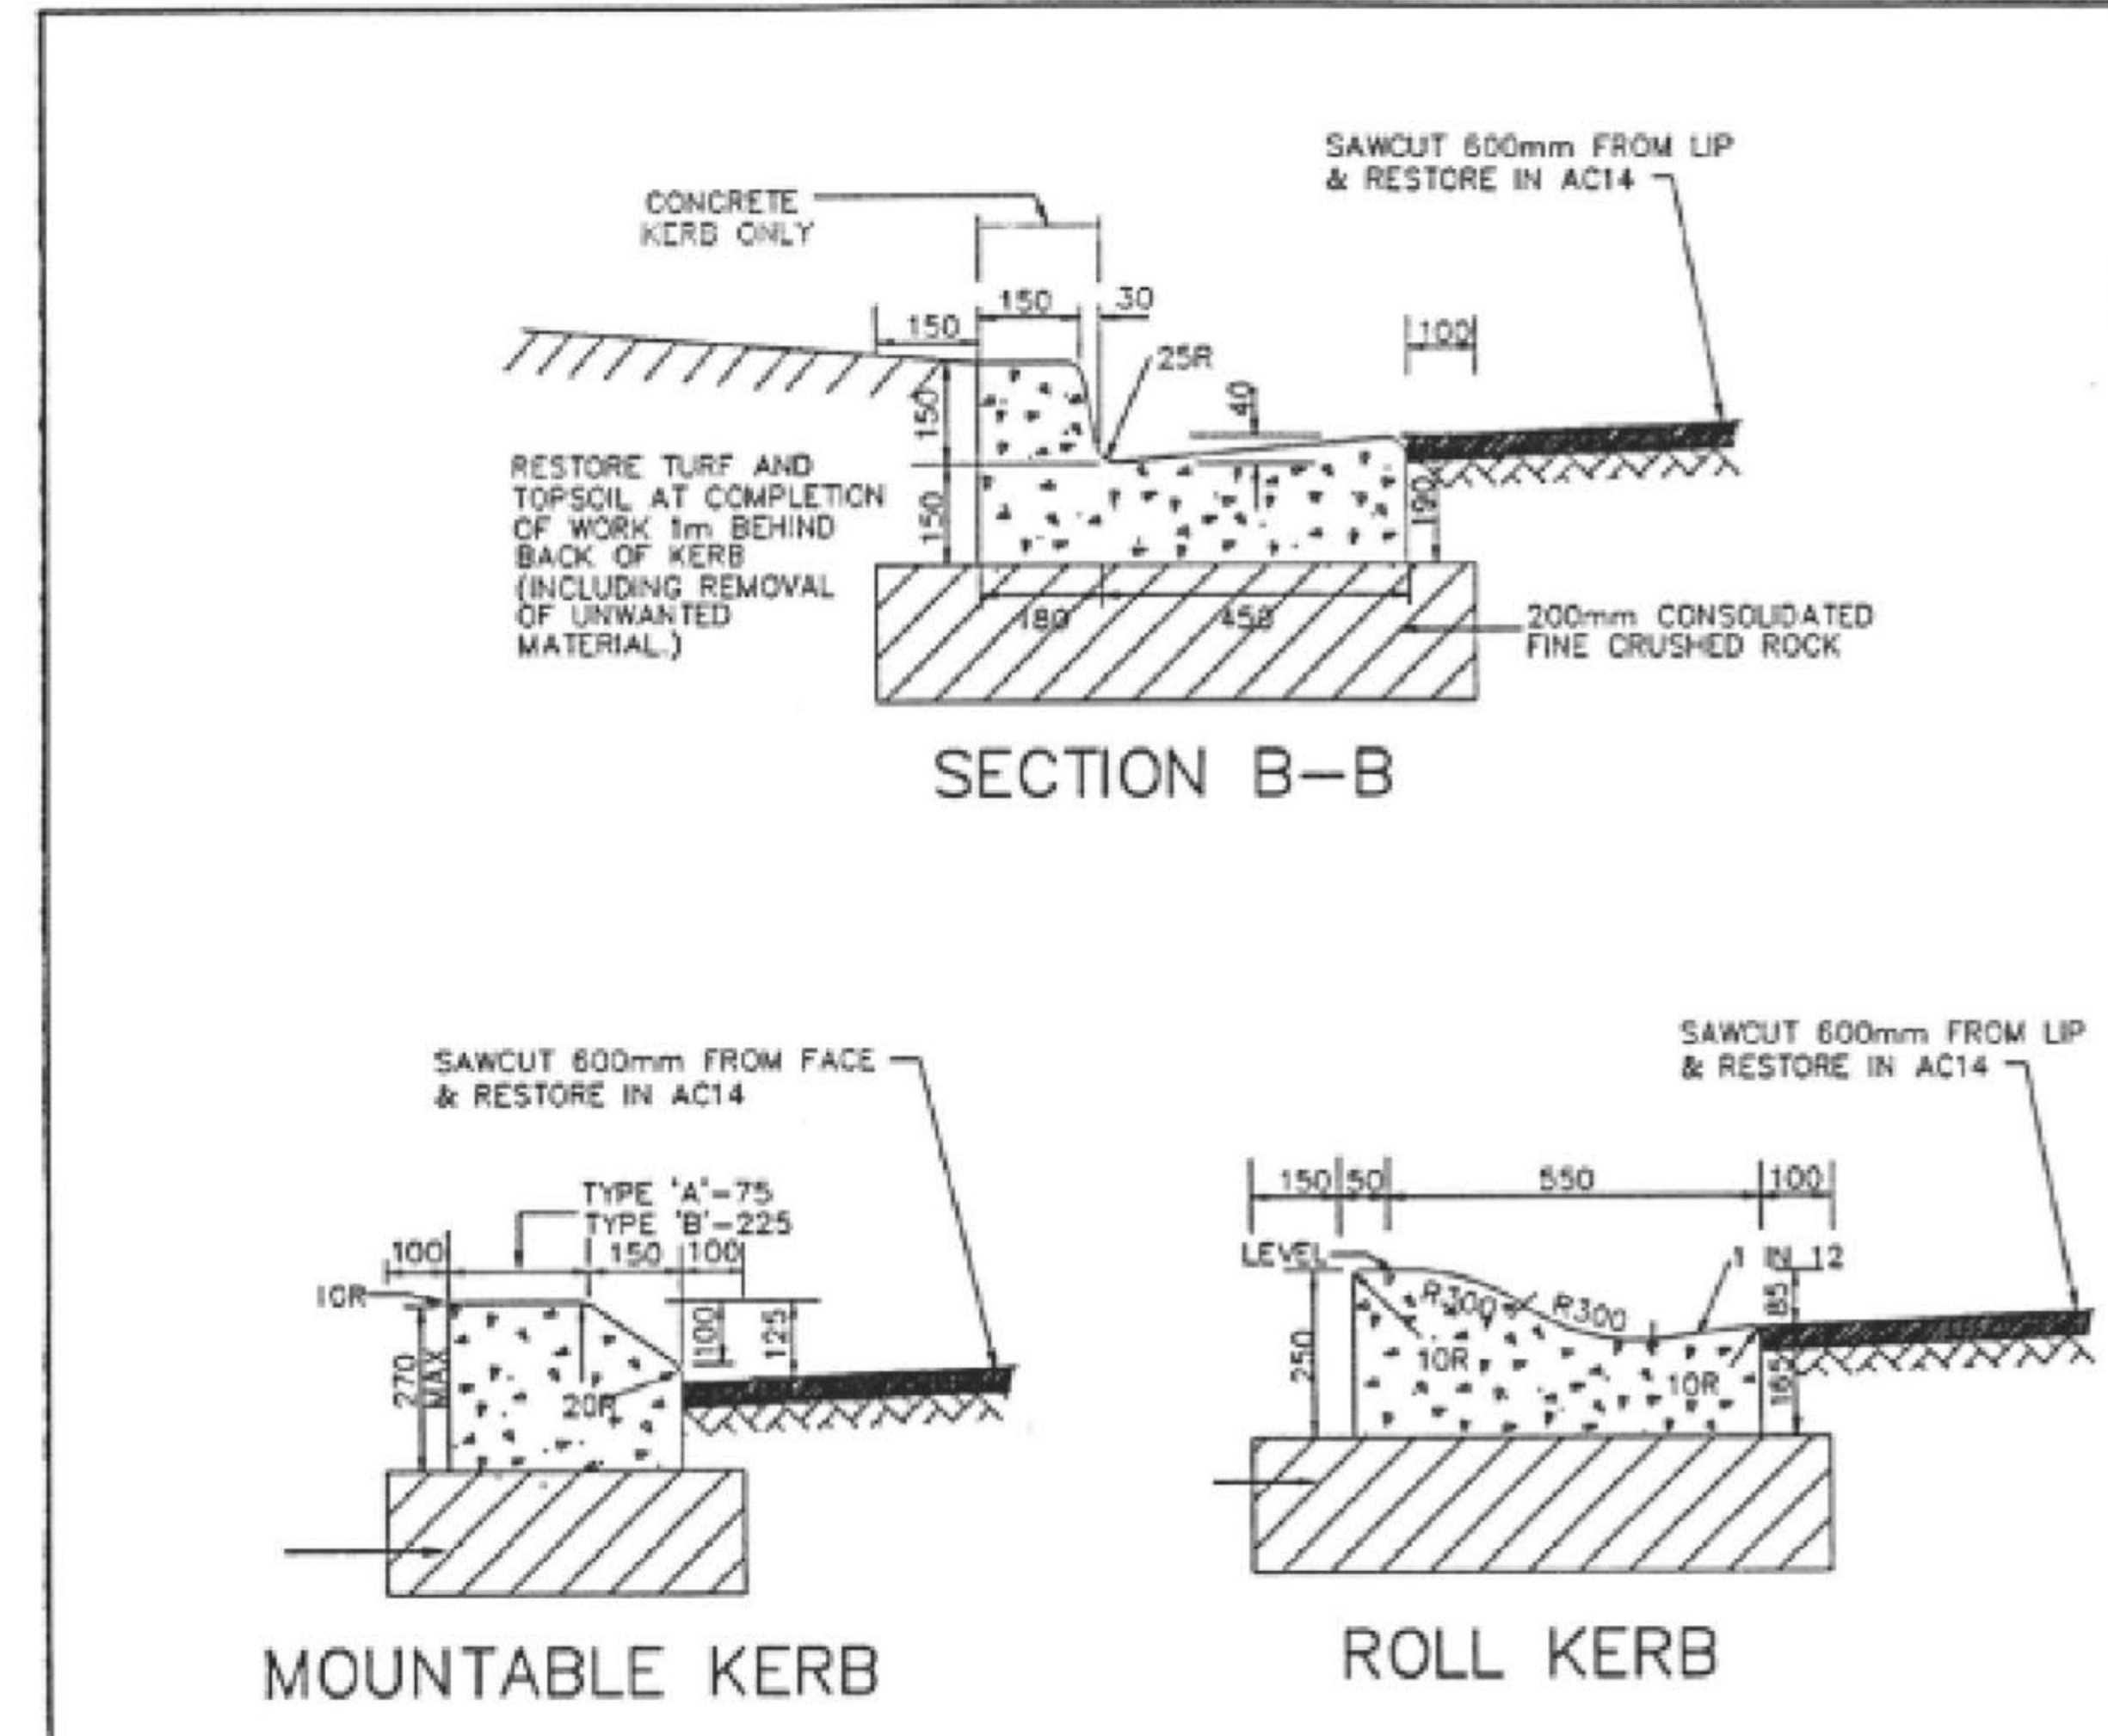 SAWCUT 600mm FROM LIP
& RESTORE IN AC14
CONCRETE
KERB ONLY
150
30
150
25R
100
40
150
RESTORE TURF AND
TOPSOIL AT COMPLETION
OF WORK 1m BEHIND
BACK OF KERB
(INCLUDING REMOVAL
OF UNWANTED
MATERIAL.)
150
190
180
450
200mm CONSOLIDATED
FINE CRUSHED ROCK
SECTION B-B
SAWCUT 600mm FROM FACE
& RESTORE IN AC14
TYPE 'A'-75
TYPE 'B'-225
100
150
100
10R
100
125
270
MAX
20R
MOUNTABLE KERB
SAWCUT 600mm FROM LIP
& RESTORE IN AC14
150
50
550
100
LEVEL
1 IN 12
R300
R300
85
250
10R
10R
165
ROLL KERB